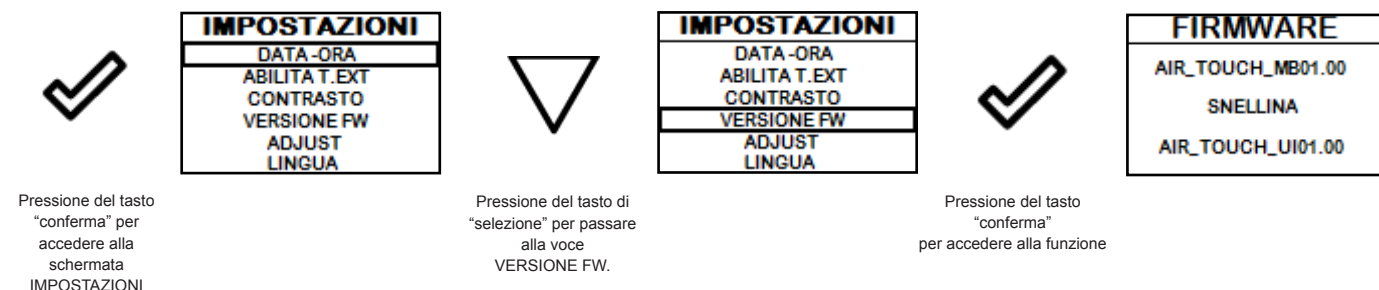 IMPOSTAZIONI
DATA-ORA
ABILITA T.EXT
CONTRASTO
VERSIONE FW
ADJUST
LINGUA
IMPOSTAZIONI
DATA-ORA
ABILITA T.EXT
CONTRASTO
VERSIONE FW
ADJUST
LINGUA
FIRMWARE
AIR_TOUCH_MB01.00
SNELLINA
AIR_TOUCH_UI01.00
Pressione del tasto
“conferma” per
accedere alla
schermata
IMPOSTAZIONI
Pressione del tasto di
“selezione” per passare
alla voce
VERSIONE FW.
Pressione del tasto
“conferma”
per accedere alla funzione